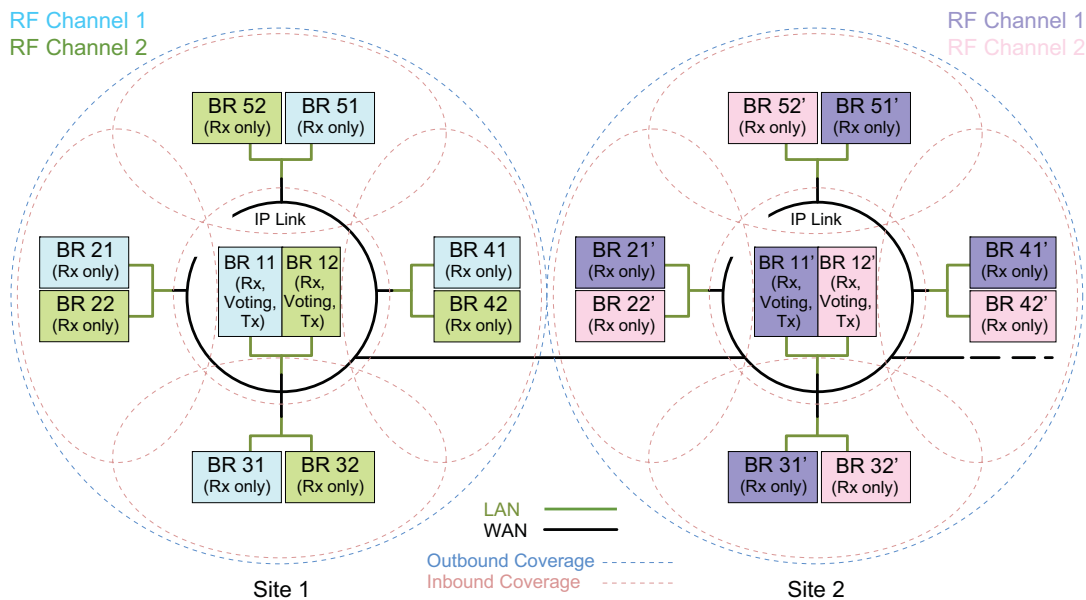 RF Channel 1
RF Channel 2
RF Channel 1
RF Channel 2
BR 52
(Rx only)
BR 51
(Rx only)
BR 52’
(Rx only)
BR 51’
(Rx only)
IP Link
IP Link
BR 21
(Rx only)
BR 22
(Rx only)
BR 11
(Rx,
Voting,
Tx)
BR 12
(Rx,
Voting,
Tx)
BR 41
(Rx only)
BR 42
(Rx only)
BR 21’
(Rx only)
BR 22’
(Rx only)
BR 11’
(Rx,
Voting,
Tx)
BR 12’
(Rx,
Voting,
Tx)
BR 41’
(Rx only)
BR 42’
(Rx only)
BR 31
(Rx only)
BR 32
(Rx only)
BR 31’
(Rx only)
BR 32’
(Rx only)
LAN
WAN
Outbound Coverage
Inbound Coverage
Site 1
Site 2